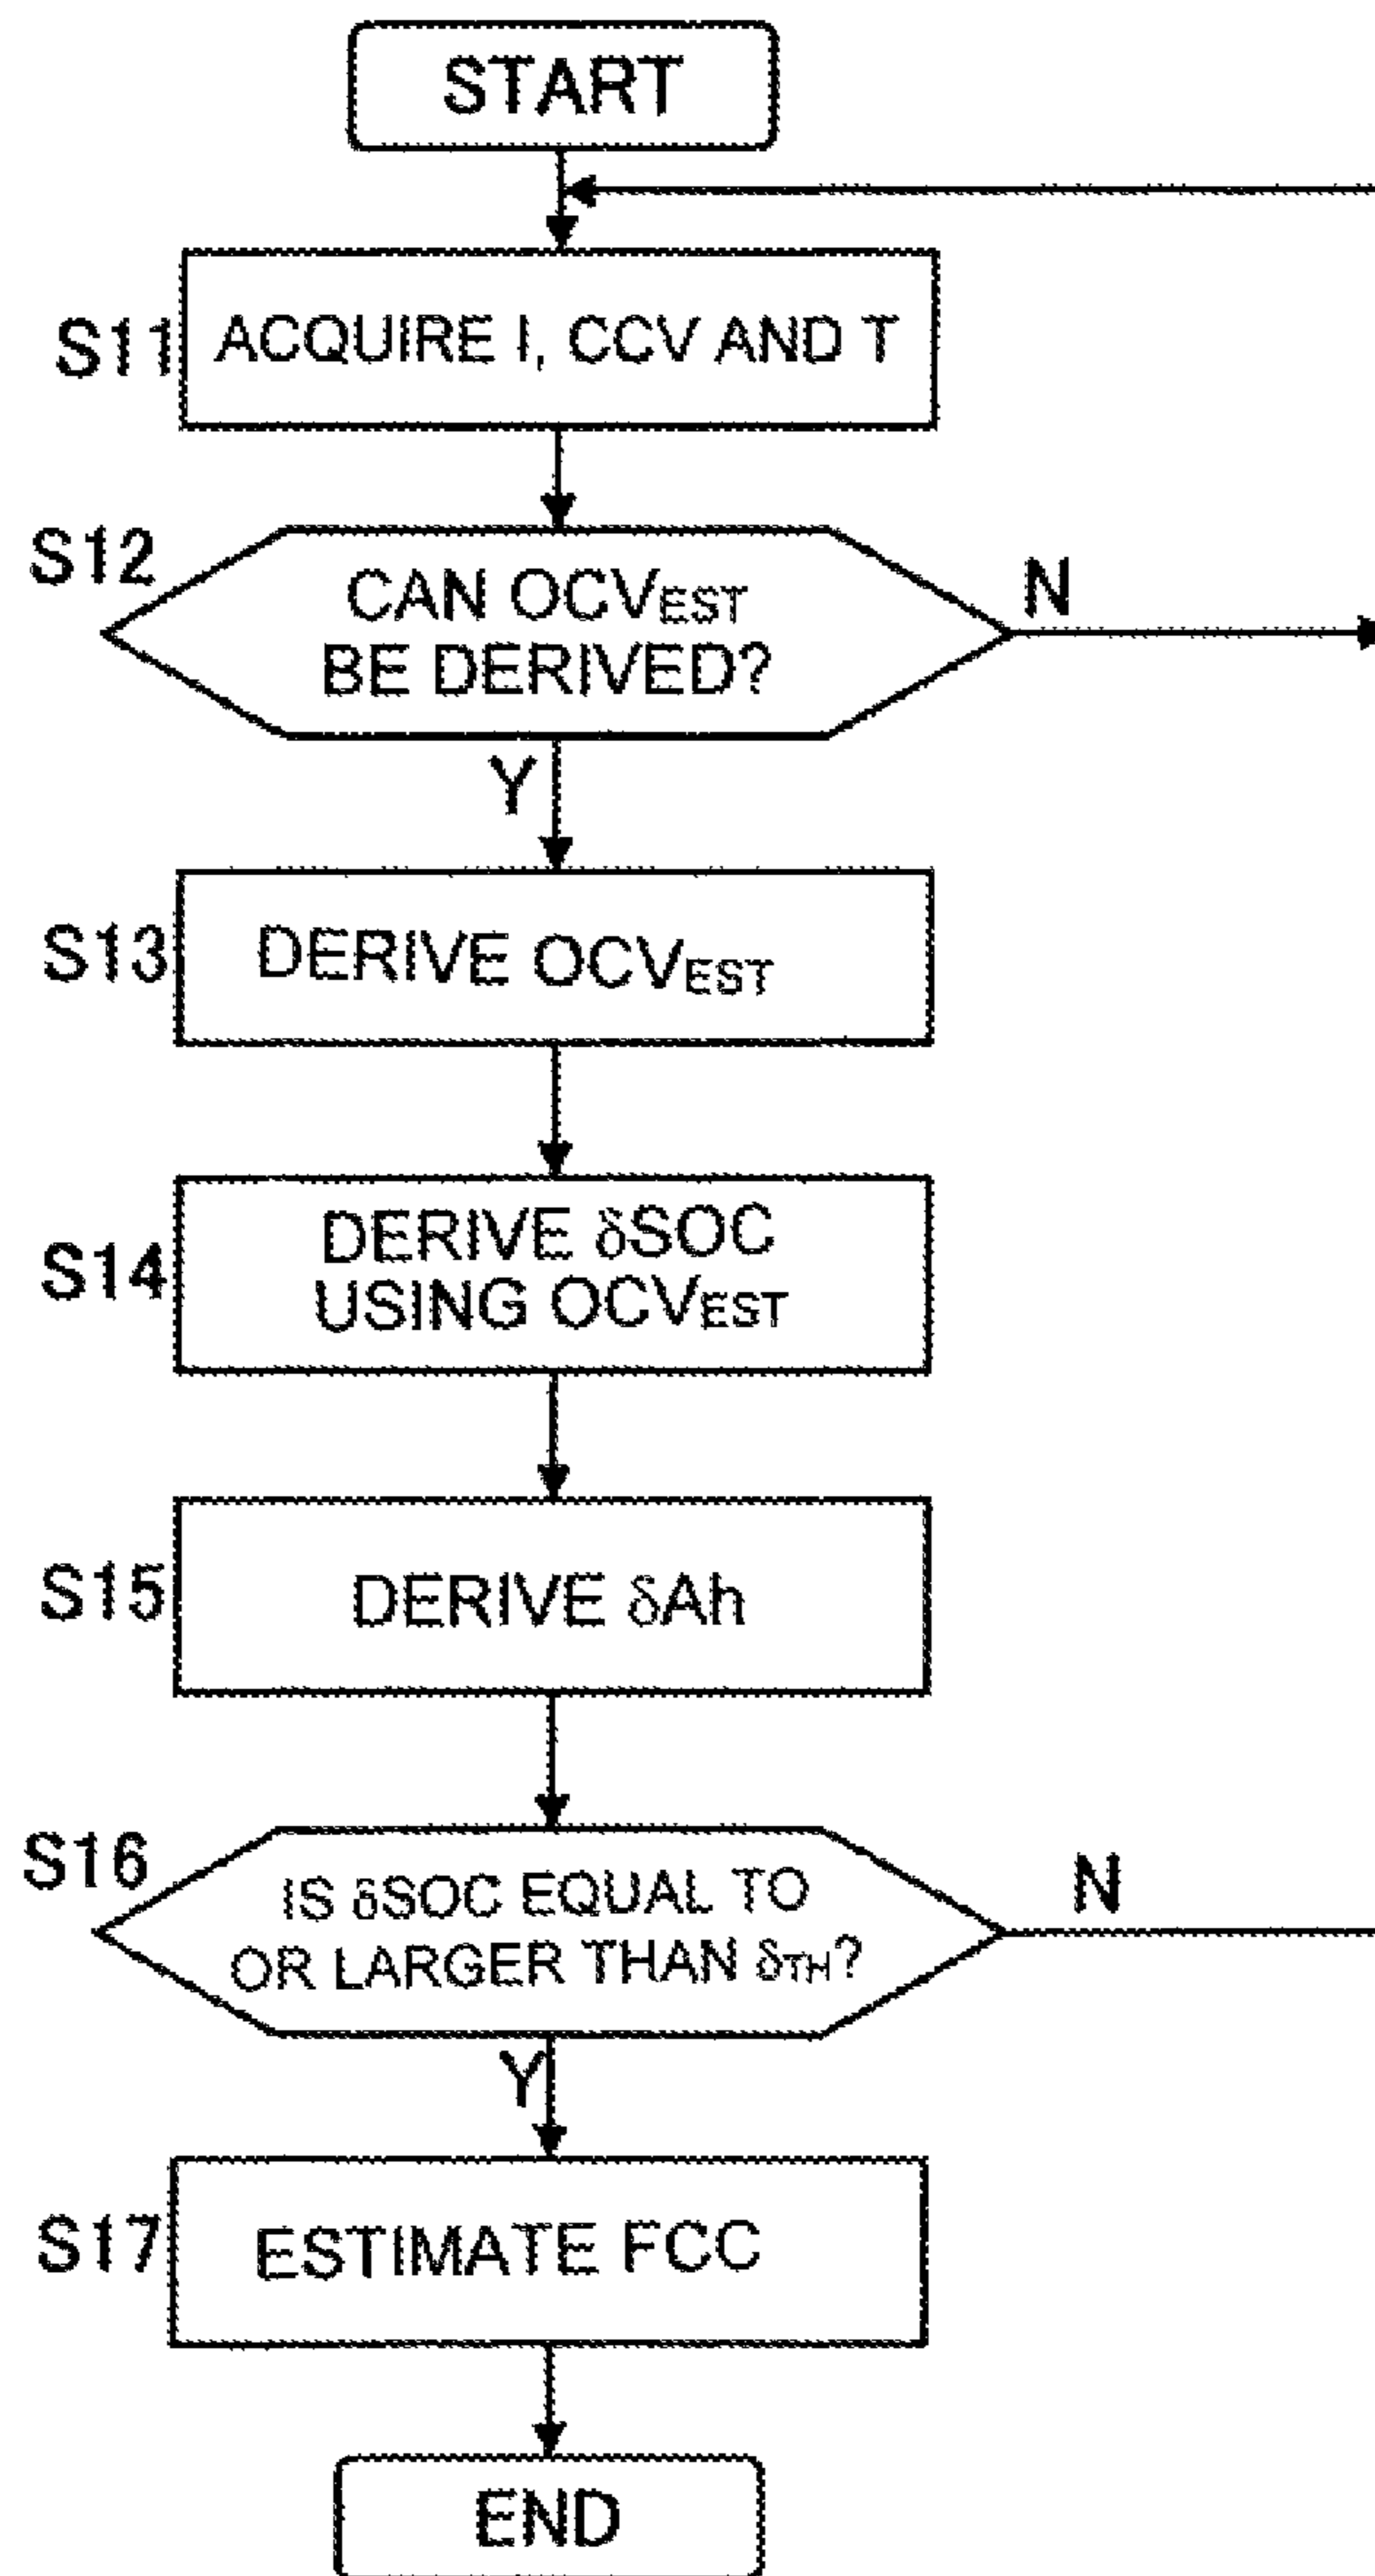 START
S11
ACQUIRE I, CCV AND T
S12
CAN OCVEST
BE DERIVED?
N
Y
S13
DERIVE OCVEST
S14
DERIVE δSOC
USING OCVEST
S15
DERIVE δAh
S16
IS δSOC EQUAL TO
OR LARGER THAN δTH?
N
Y
S17
ESTIMATE FCC
END